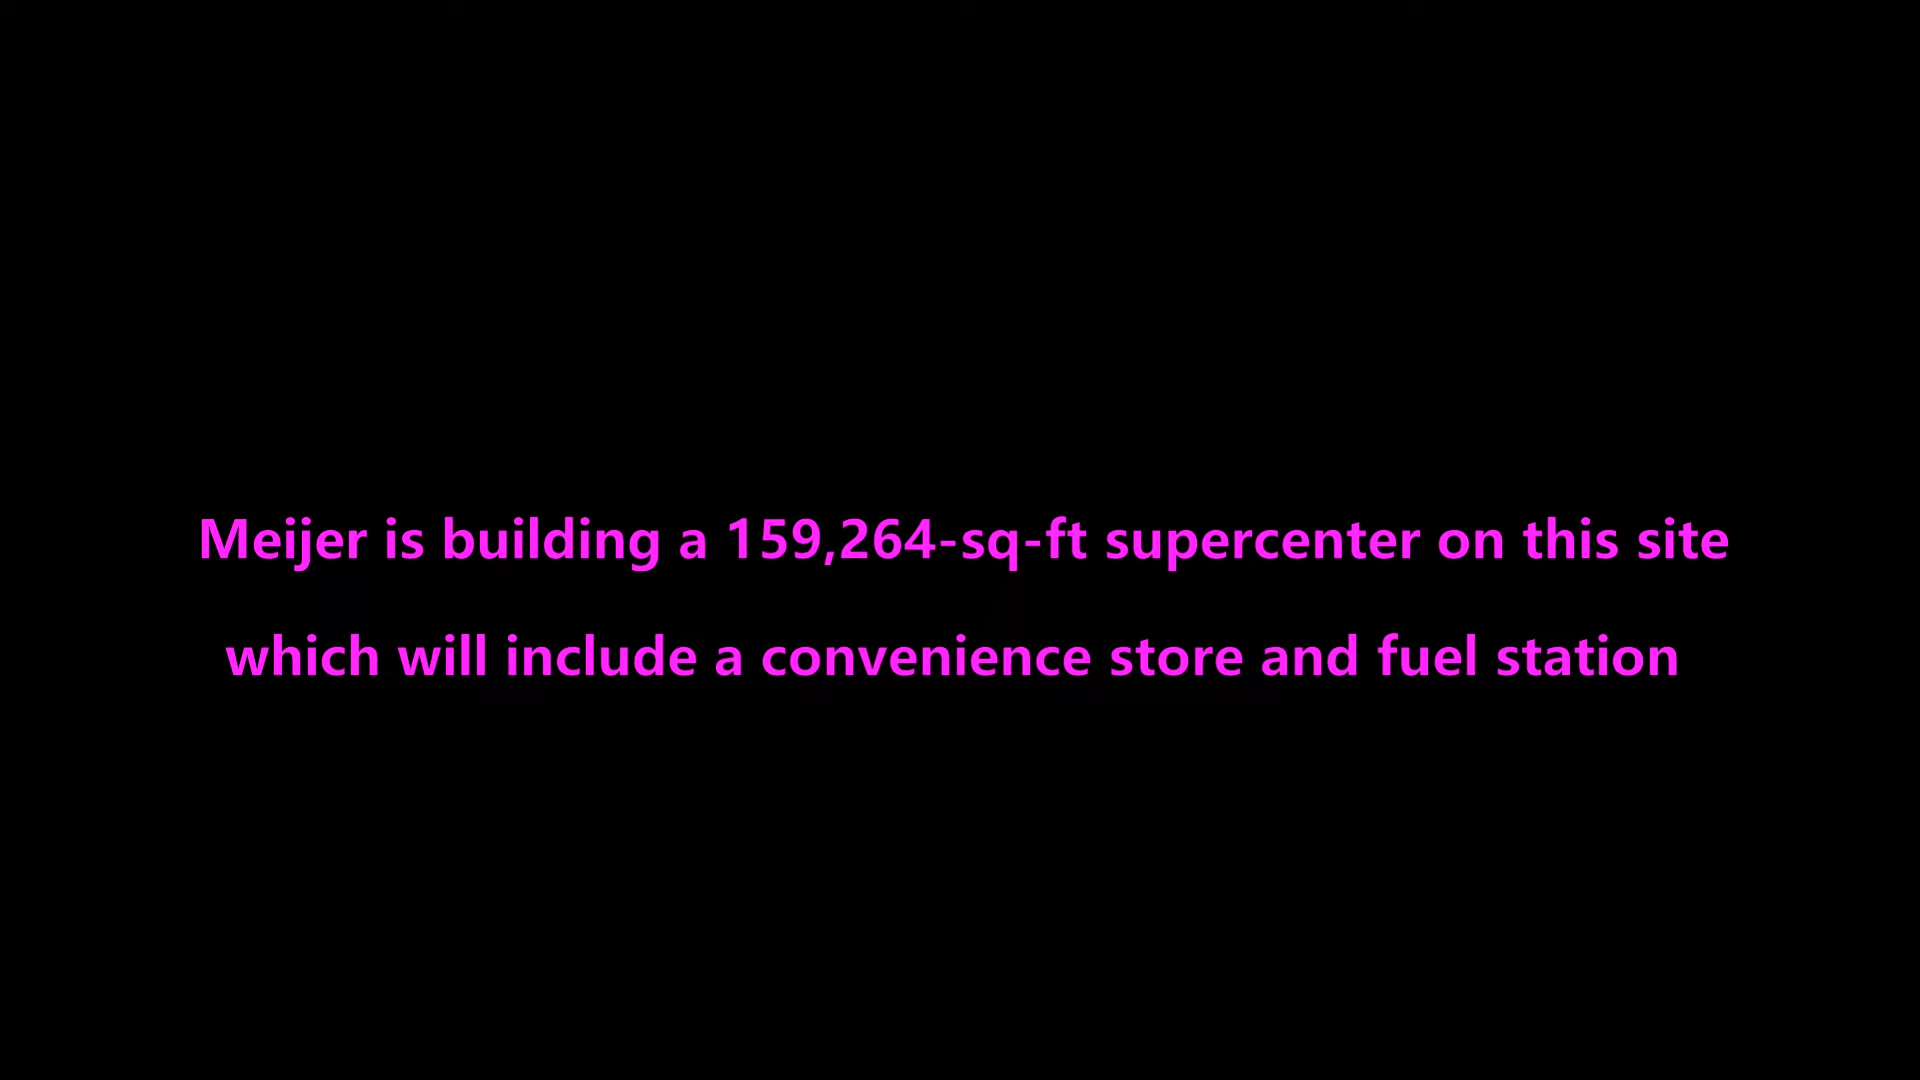 Meijer is building a 159,264-sq-ft supercenter on this site
which will include a convenience store and fuel station